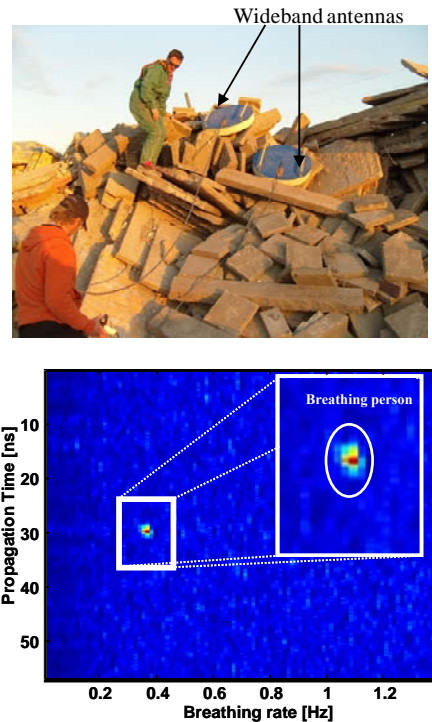 Wideband antennas
Breathing person
10
20
30
40
50
Propagation Time [ns]
0.2 0.4 0.6 0.8 1 1.2
Breathing rate [Hz]